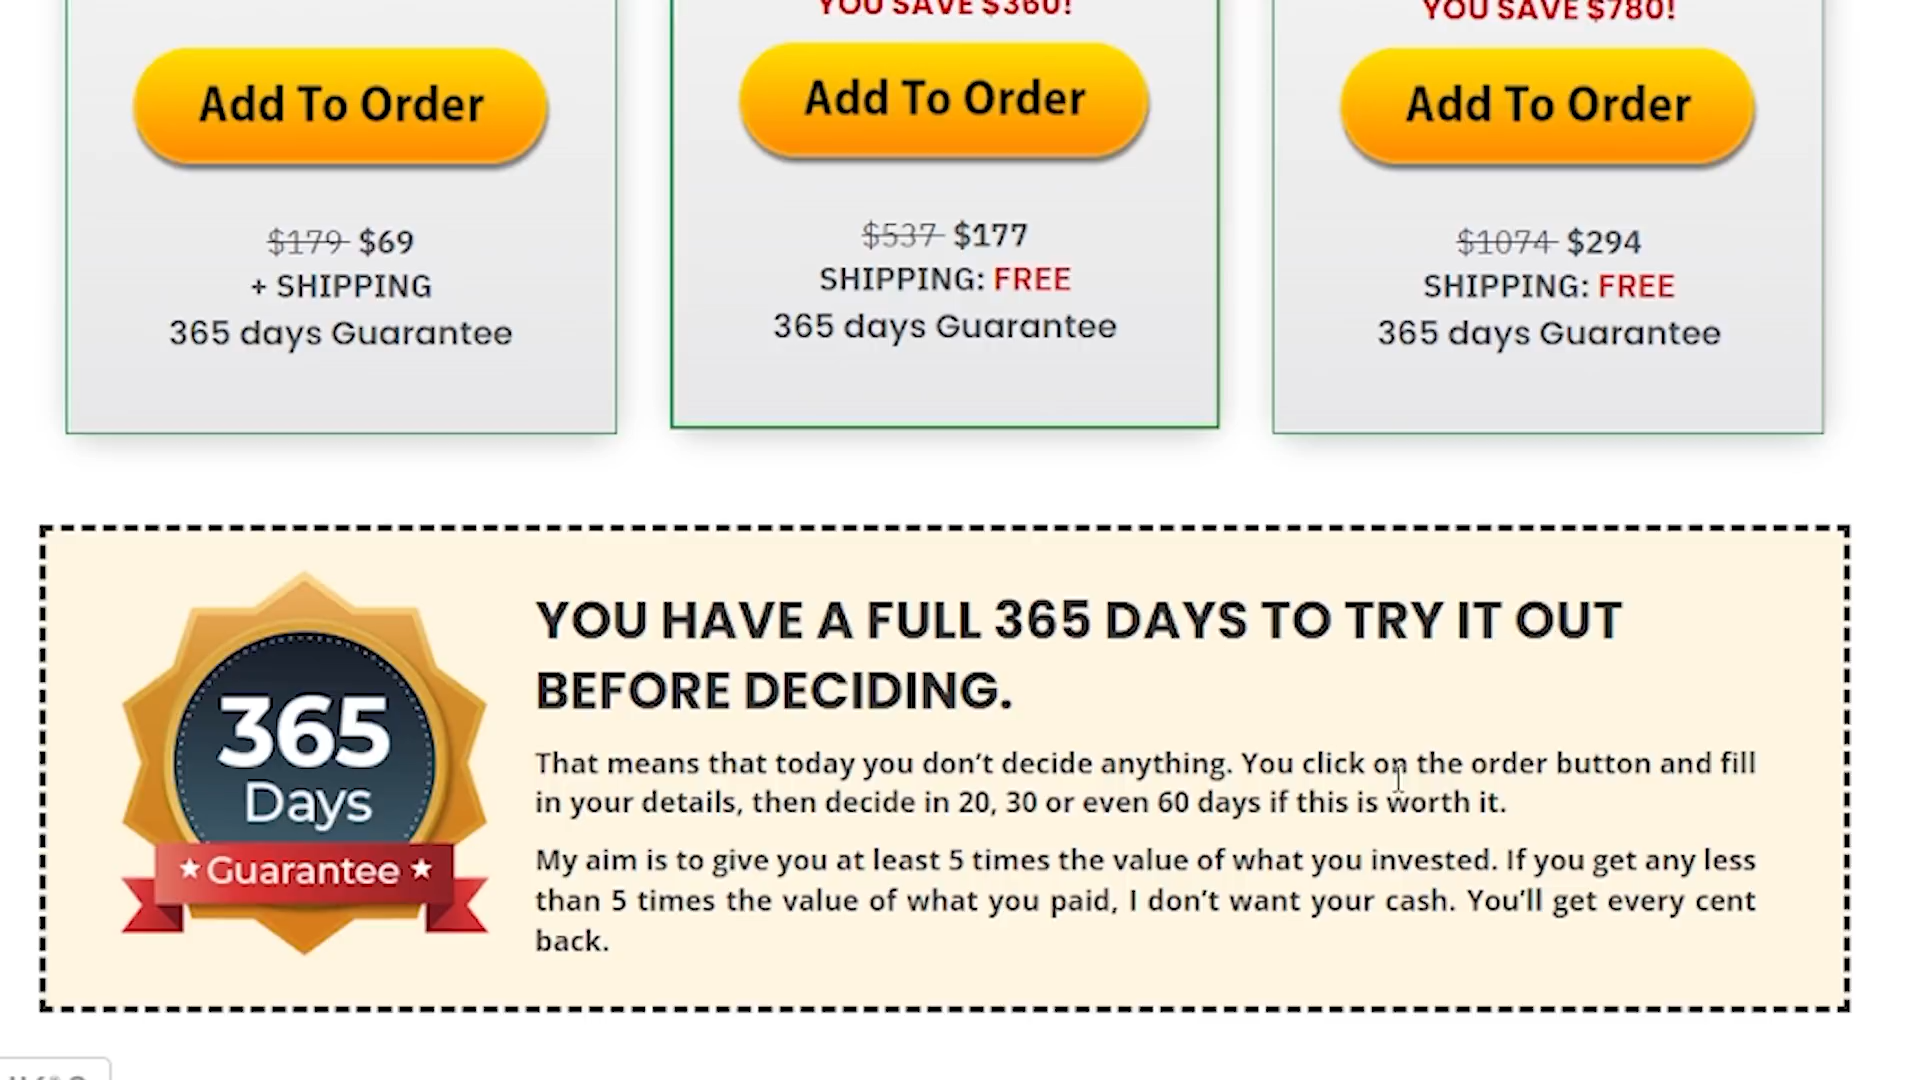 YOU SAVE $360!
YOU SAVE $780!
Add To Order
Add To Order
Add To Order
$179 $69
+ SHIPPING
365 days Guarantee
$537 $177
SHIPPING: FREE
365 days Guarantee
$1074 $294
SHIPPING: FREE
365 days Guarantee
365
Days
Guarantee
YOU HAVE A FULL 365 DAYS TO TRY IT OUT
BEFORE DECIDING.
That means that today you don’t decide anything. You click on the order button and fill
in your details, then decide in 20, 30 or even 60 days if this is worth it.
My aim is to give you at least 5 times the value of what you invested. If you get any less
than 5 times the value of what you paid, I don’t want your cash. You’ll get every cent
back.